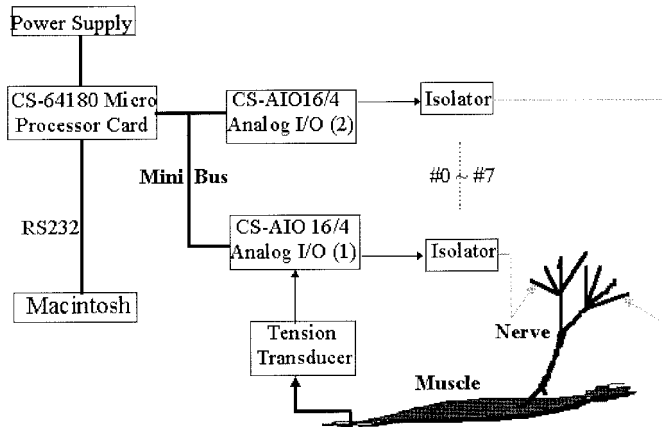 Power Supply
CS-64180 Micro
Processor Card
CS-AIO16/4
Analog I/O (2)
Isolator
Mini Bus
#0 ~ #7
RS232
CS-AIO 16/4
Analog I/O (1)
Isolator
Macintosh
Tension
Transducer
Nerve
Muscle